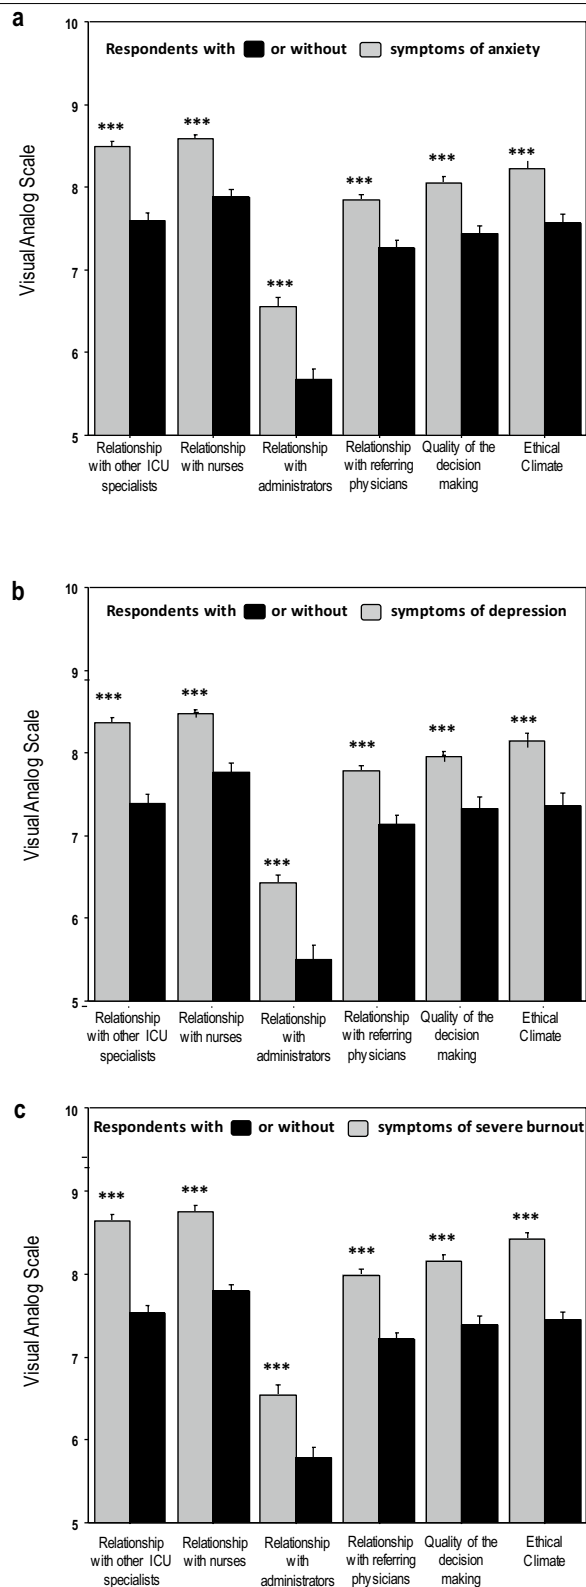 a
10
Respondents with or without symptoms of anxiety
9
*** ***
*** ***
***
8
***
Visual Analog Scale
7
6
5
Relationship with other ICU specialists
Relationship with nurses
Relationship with administrators
Relationship with referring physicians
Quality of the decision making
Ethical Climate
b
10
Respondents with or without symptoms of depression
9
*** ***
*** ***
***
8
***
Visual Analog Scale
7
6
5
Relationship with other ICU specialists
Relationship with nurses
Relationship with administrators
Relationship with referring physicians
Quality of the decision making
Ethical Climate
c
10
Respondents with or without symptoms of severe burnout
9
*** ***
*** ***
***
8
***
Visual Analog Scale
7
6
5
Relationship with other ICU specialists
Relationship with nurses
Relationship with administrators
Relationship with referring physicians
Quality of the decision making
Ethical Climate